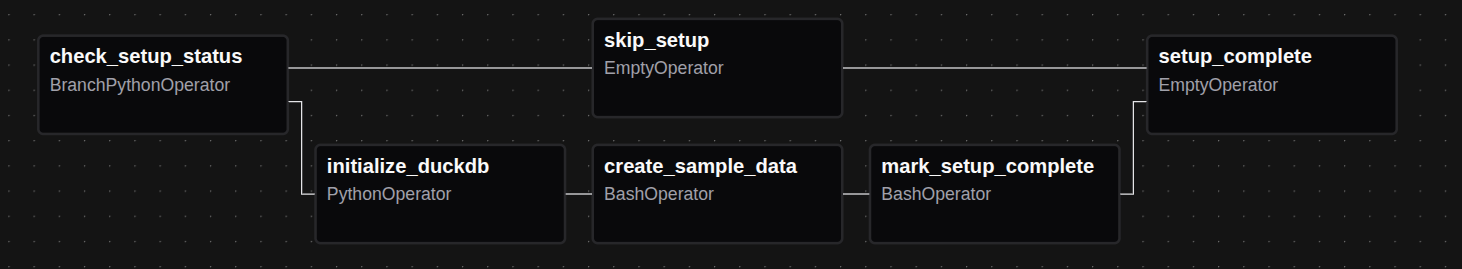 check_setup_status
BranchPythonOperator
skip_setup
EmptyOperator
setup_complete
EmptyOperator
initialize_duckdb
PythonOperator
create_sample_data
BashOperator
mark_setup_complete
BashOperator